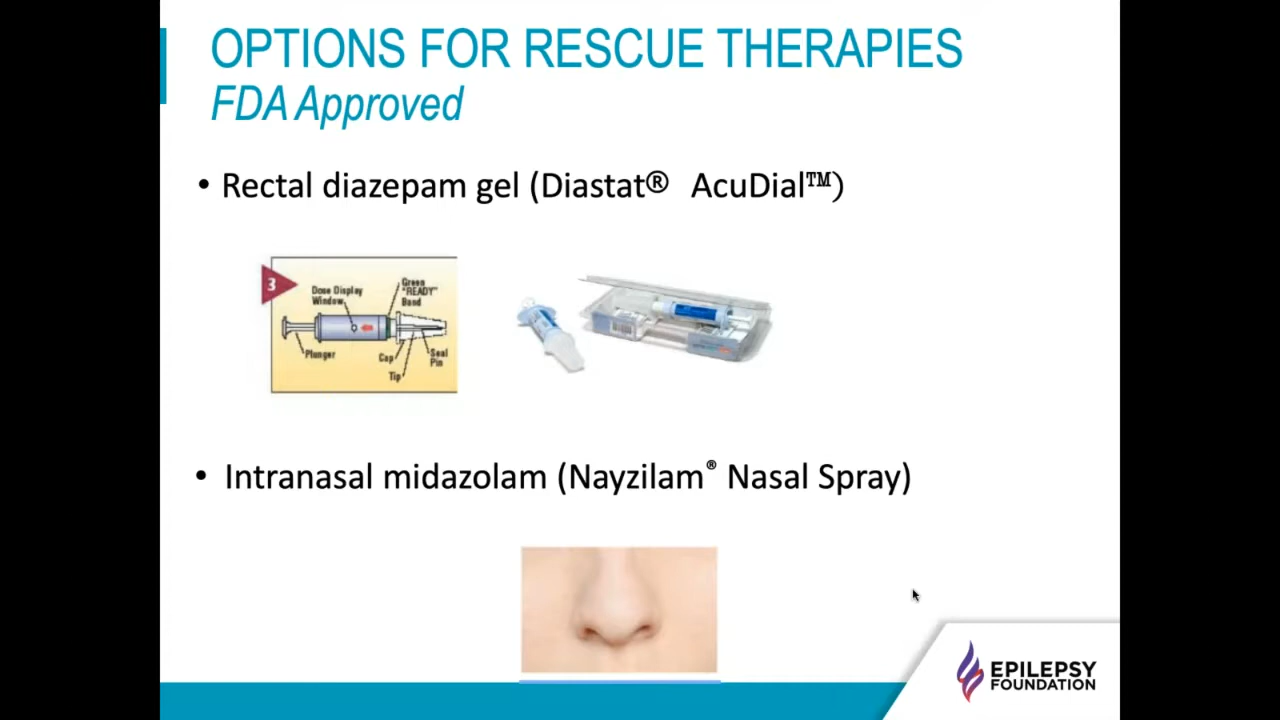 OPTIONS FOR RESCUE THERAPIES
FDA Approved
• Rectal diazepam gel (Diastat® AcuDial™)
3
Dose Display
Window
Green
"READY"
Band
Plunger
Cap
Seal
Pin
Tip
• Intranasal midazolam (Nayzilam® Nasal Spray)
EPILEPSY
FOUNDATION